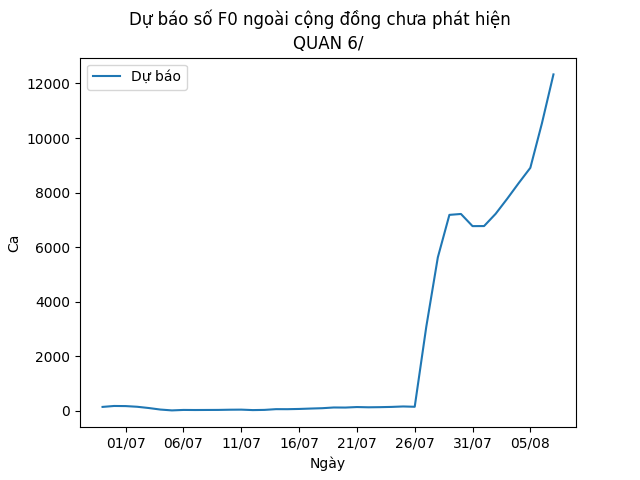 Dự báo số F0 ngoài cộng đồng chưa phát hiện
QUAN 6/
Dự báo
12000
10000
8000
6000
4000
2000
0
Ca
01/07 06/07 11/07 16/07 21/07 26/07 31/07 05/08
Ngày